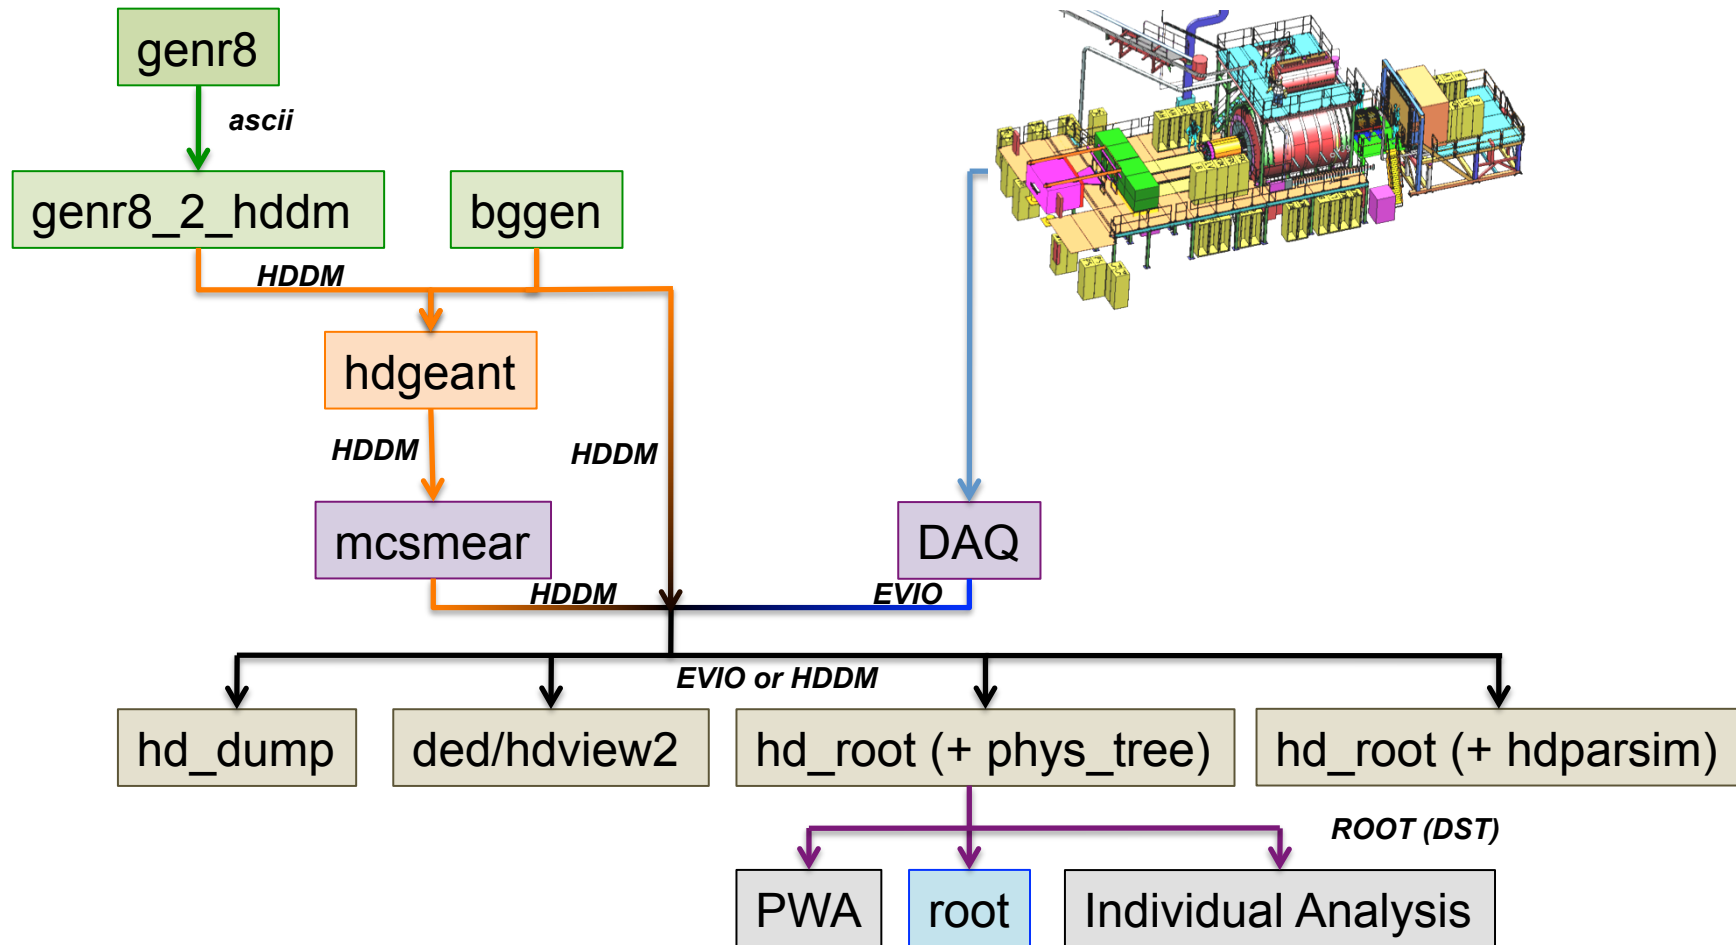 genr8
ascii
genr8_2_hddm
bggen
HDDM
hdgeant
HDDM
HDDM
mcsmear
DAQ
HDDM
EVIO
EVIO or HDDM
hd_dump
ded/hdview2
hd_root (+ phys_tree)
hd_root (+ hdparsim)
ROOT (DST)
PWA
root
Individual Analysis